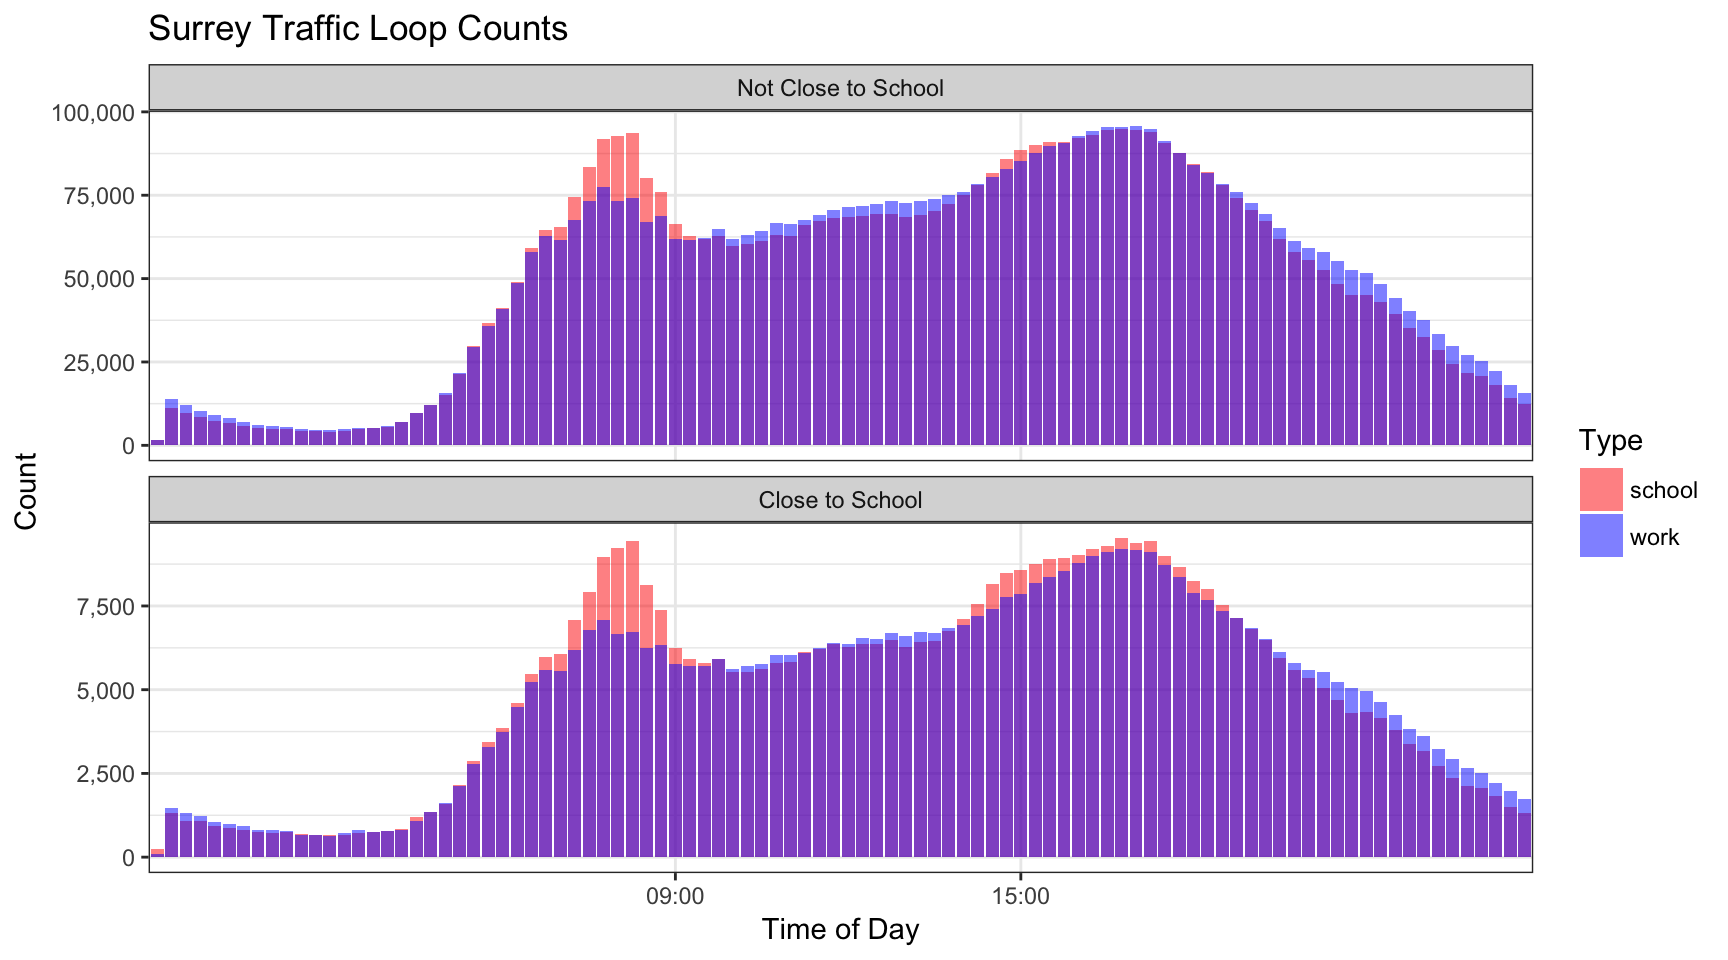 Surrey Traffic Loop Counts
Not Close to School
100,000
75,000
50,000
25,000
0
Count
Close to School
7,500
5,000
2,500
0
09:00
15:00
Time of Day
Type
school
work